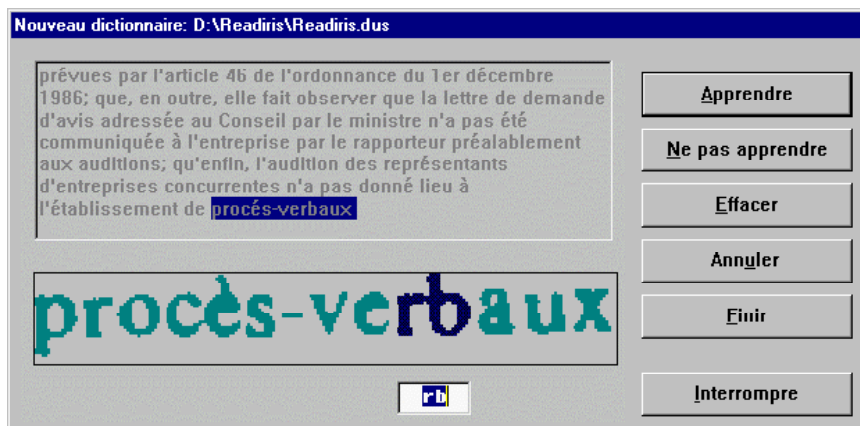 Nouveau dictionnaire: D:\Readiris\Readiris.dus
prévues par l'article 46 de l'ordonnance du 1er décembre
1986; que, en outre, elle fait observer que la lettre de demande
d'avis adressée au Conseil par le ministre n'a pas été
communiquée à l'entreprise par le rapporteur préalablement
aux auditions; qu'enfin, l'audition des représentants
d'entreprises concurrentes n'a pas donné lieu à
l'établissement de procés-verbaux
procès-verbaux
rb
Apprendre
Ne pas apprendre
Effacer
Annuler
Finir
Interrompre